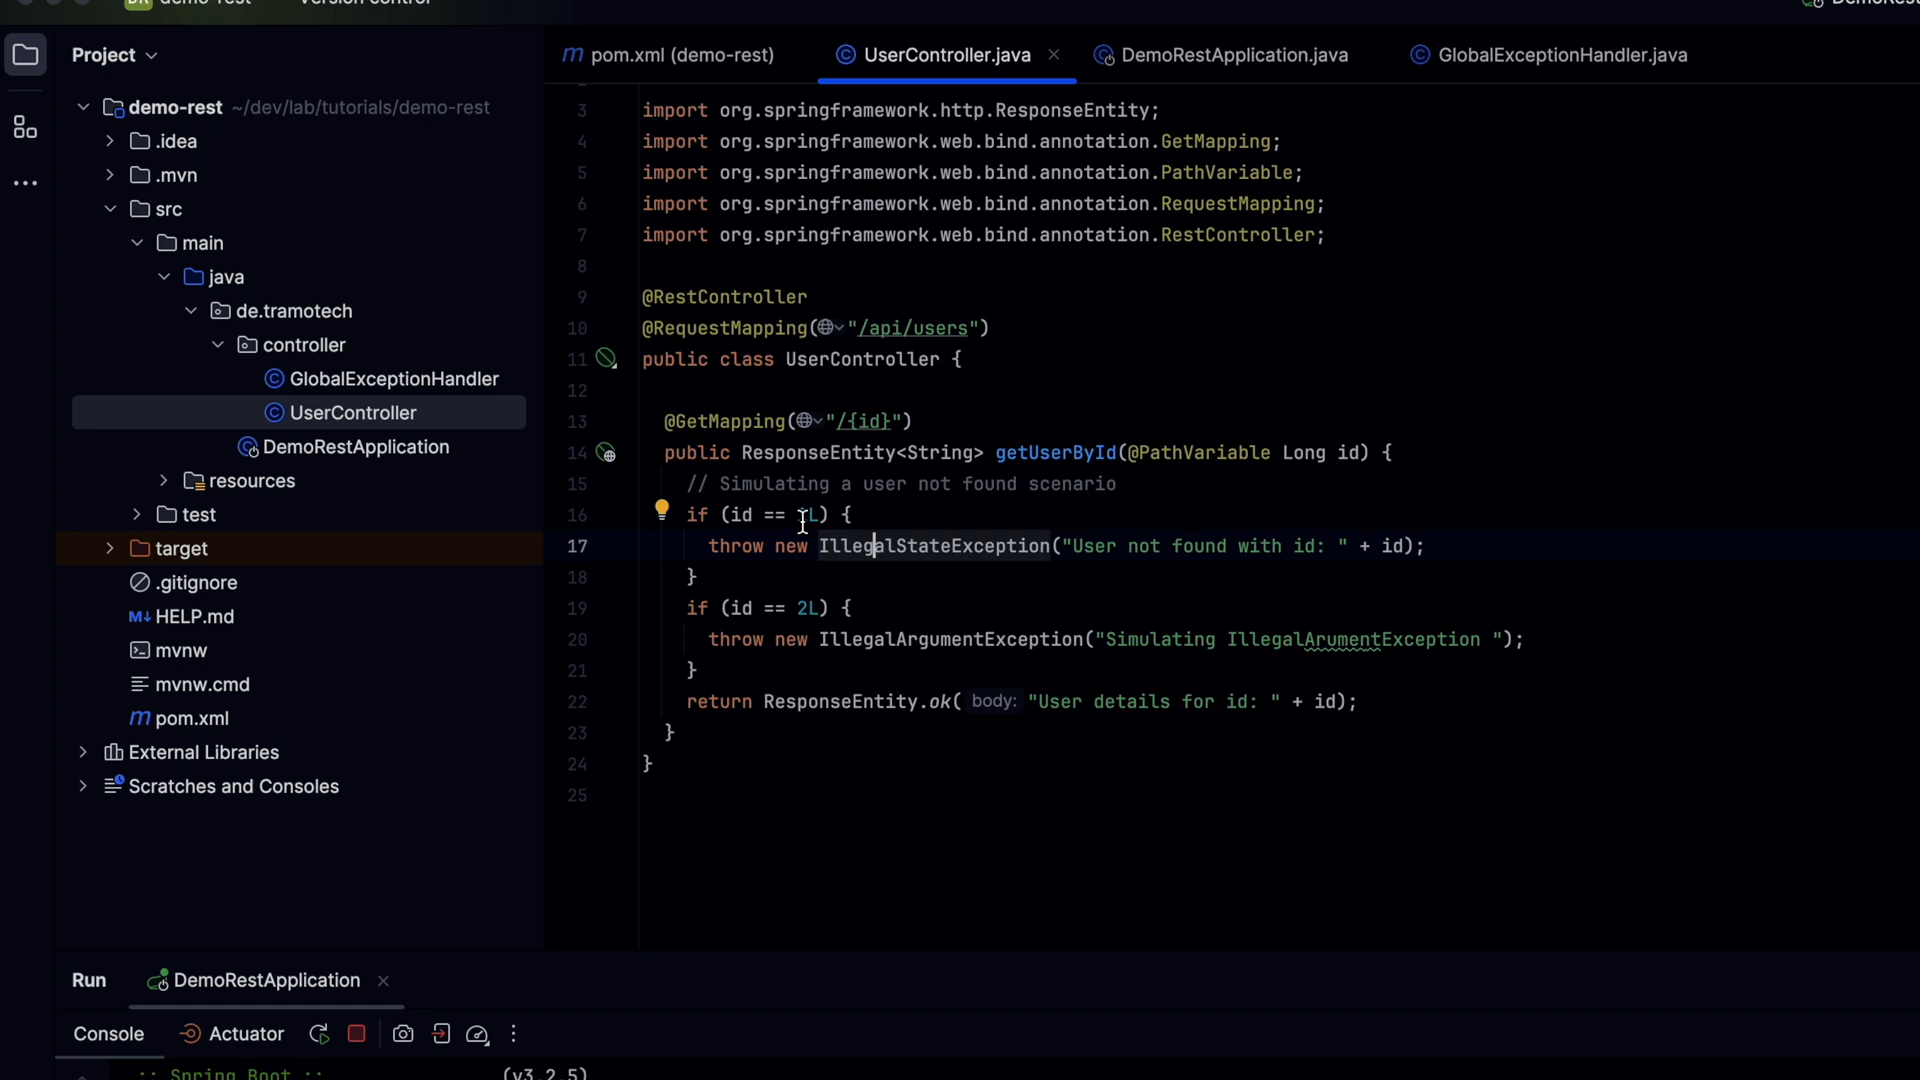 DR demo-rest Version control
DemoRest
Project
pom.xml (demo-rest) UserController.java DemoRestApplication.java GlobalExceptionHandler.java
demo-rest ~/dev/lab/tutorials/demo-rest
.idea
.mvn
src
main
java
de.tramotech
controller
GlobalExceptionHandler
UserController
DemoRestApplication
resources
test
target
.gitignore
M↓ HELP.md
mvnw
mvnw.cmd
pom.xml
External Libraries
Scratches and Consoles
3 import org.springframework.http.ResponseEntity;
4 import org.springframework.web.bind.annotation.GetMapping;
5 import org.springframework.web.bind.annotation.PathVariable;
6 import org.springframework.web.bind.annotation.RequestMapping;
7 import org.springframework.web.bind.annotation.RestController;
8
9 @RestController
10 @RequestMapping("/api/users")
11 public class UserController {
12
13 @GetMapping("/{id}")
14 public ResponseEntity<String> getUserById(@PathVariable Long id) {
15 // Simulating a user not found scenario
16 if (id == L) {
17 throw new IllegalStateException("User not found with id: " + id);
18 }
19 if (id == 2L) {
20 throw new IllegalArgumentException("Simulating IllegalArumentException ");
21 }
22 return ResponseEntity.ok( body: "User details for id: " + id);
23 }
24 }
25
Run DemoRestApplication
Console Actuator
:: Spring Boot :: (v3.2.5)